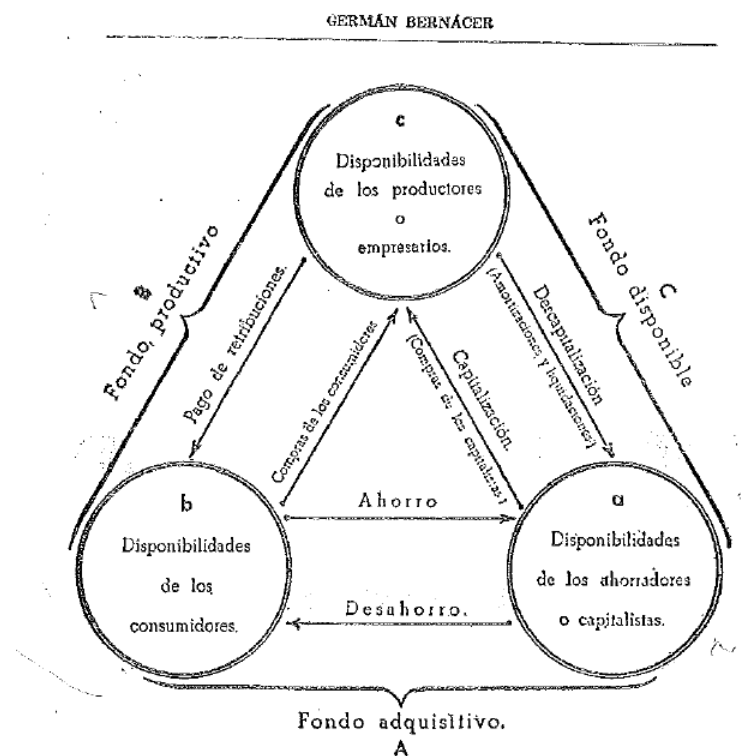 GERMÁN BERNÁCER
c
Disponibilidades
de los productores
o
empresarios.
B
Fondo productivo
C
Fondo disponible
Pago de retribuciones.
Compras de los consumidores
Capitalización.
(Compras de los capitalistas)
Descapitalización
(Amortizaciones y liquidaciones)
b
Disponibilidades
de los
consumidores.
Ahorro
Desahorro.
a
Disponibilidades
de los ahorradores
o capitalistas.
Fondo adquisitivo.
A